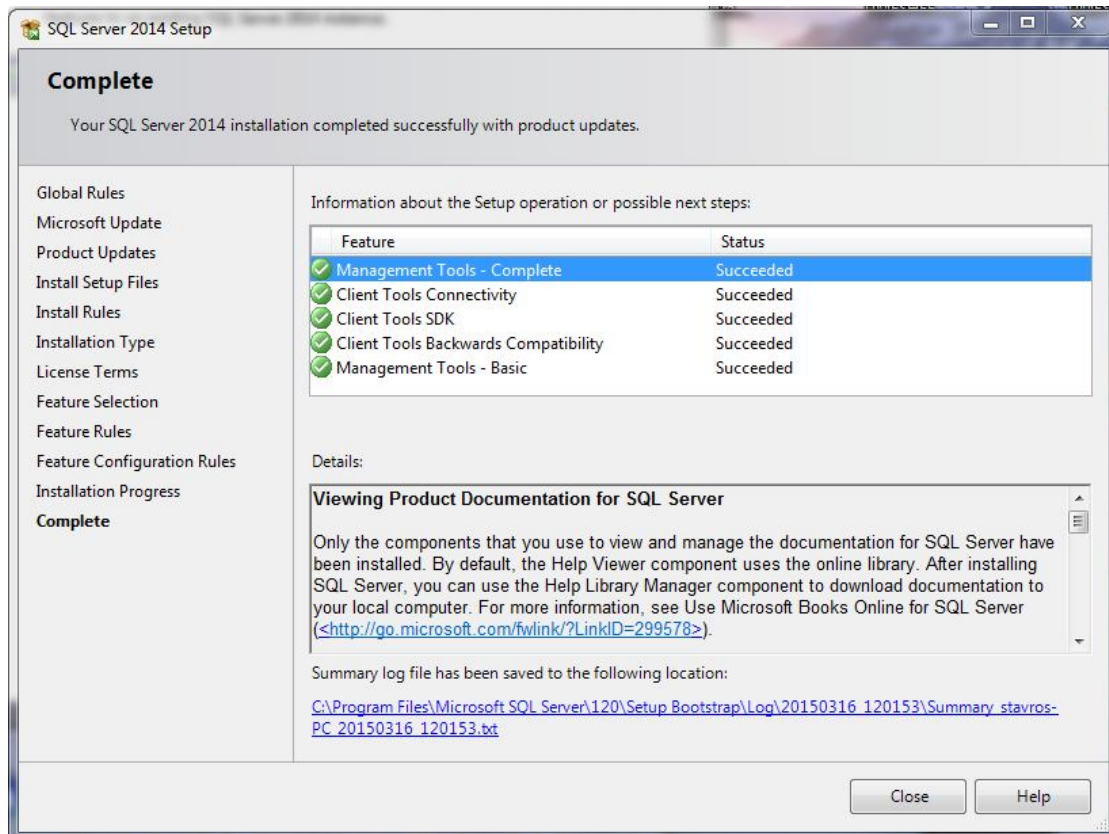 SQL Server 2014 Setup
Complete
Your SQL Server 2014 installation completed successfully with product updates.
Global Rules
Microsoft Update
Product Updates
Install Setup Files
Install Rules
Installation Type
License Terms
Feature Selection
Feature Rules
Feature Configuration Rules
Installation Progress
Complete
Information about the Setup operation or possible next steps:
Feature Status
Management Tools - Complete Succeeded
Client Tools Connectivity Succeeded
Client Tools SDK Succeeded
Client Tools Backwards Compatibility Succeeded
Management Tools - Basic Succeeded
Details:
Viewing Product Documentation for SQL Server
Only the components that you use to view and manage the documentation for SQL Server have
been installed. By default, the Help Viewer component uses the online library. After installing
SQL Server, you can use the Help Library Manager component to download documentation to
your local computer. For more information, see Use Microsoft Books Online for SQL Server
(<http://go.microsoft.com/fwlink/?LinkID=299578>).
Summary log file has been saved to the following location:
C:\Program Files\Microsoft SQL Server\120\Setup Bootstrap\Log\20150316_120153\Summary_stavros-
PC_20150316_120153.txt
Close Help